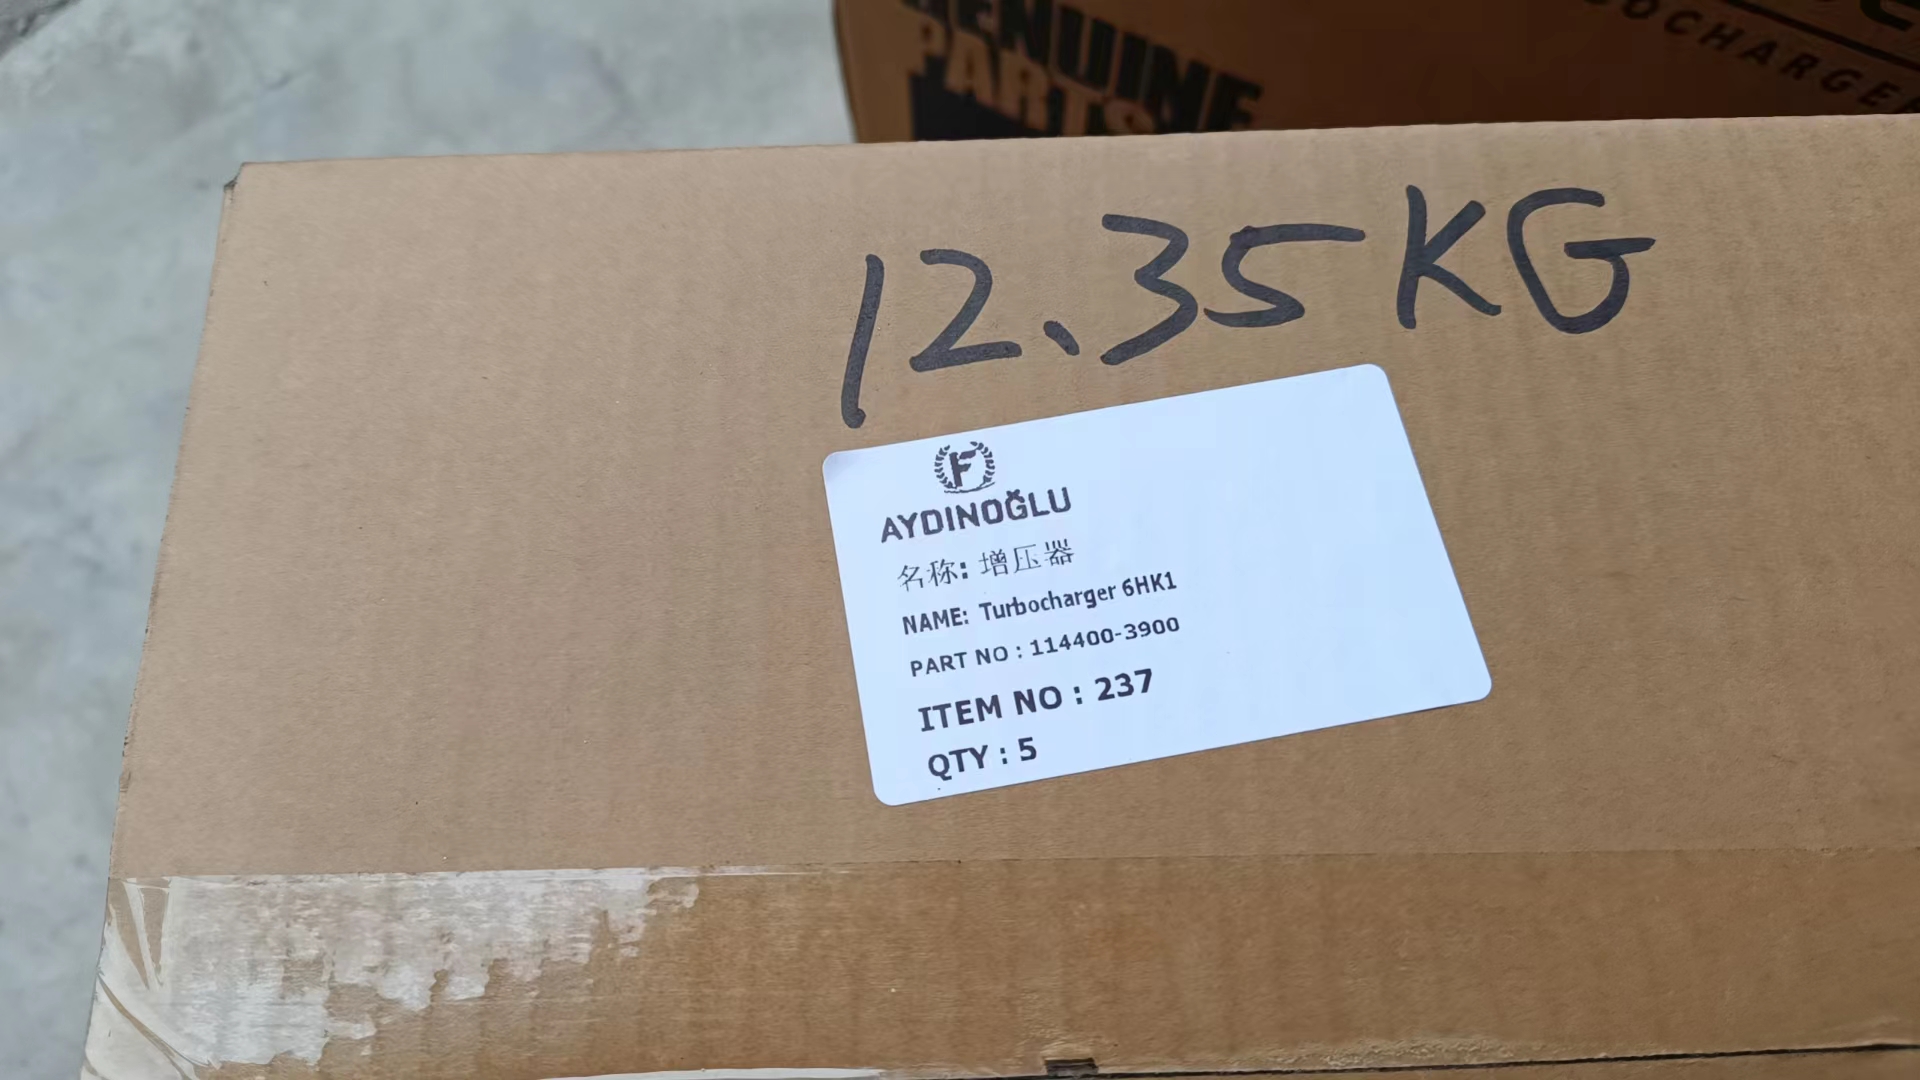 GENUINE
PARTS
12.35KG
F
AYDINOĞLU
名称: 增压器
NAME: Turbocharger 6HK1
PART NO : 114400-3900
ITEM NO : 237
QTY : 5